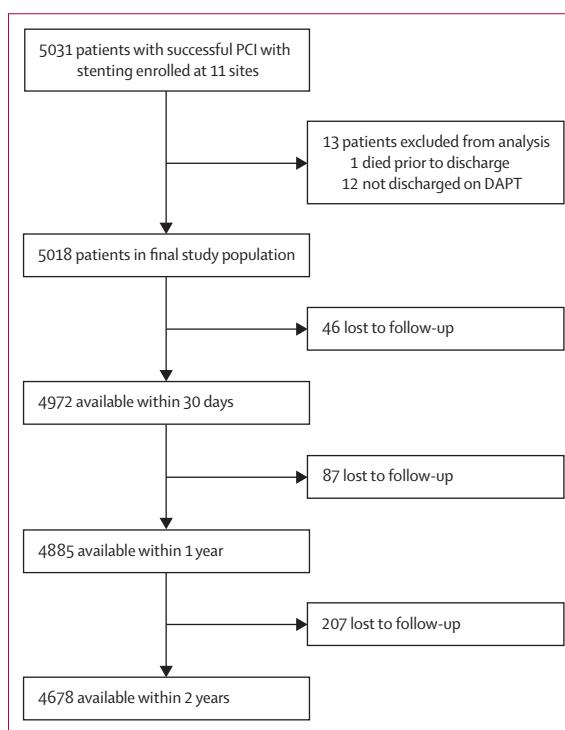 5031 patients with successful PCI with
stenting enrolled at 11 sites
13 patients excluded from analysis
1 died prior to discharge
12 not discharged on DAPT
5018 patients in final study population
46 lost to follow-up
4972 available within 30 days
87 lost to follow-up
4885 available within 1 year
207 lost to follow-up
4678 available within 2 years